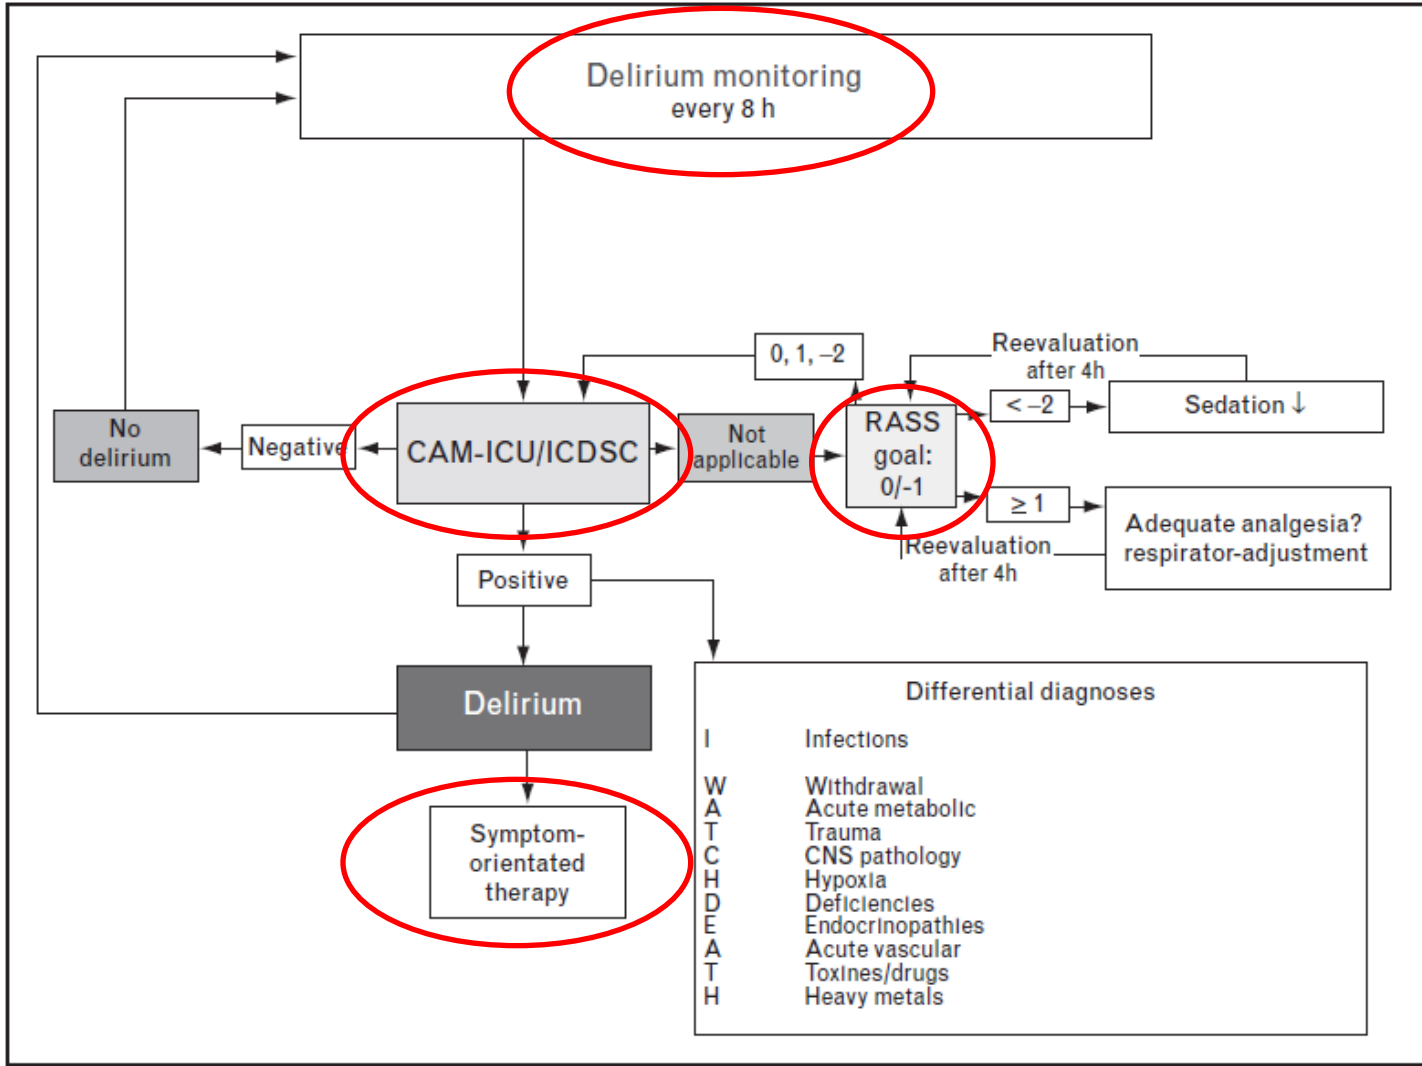 Delirium monitoring
every 8 h
0, 1, –2
Reevaluation
after 4h
< –2
Sedation ↓
No
delirium
Negative
CAM-ICU/ICDSC
Not
applicable
RASS
goal:
0/-1
≥ 1
Adequate analgesia?
respirator-adjustment
Reevaluation
after 4h
Positive
Delirium
Symptom-
orientated
therapy
Differential diagnoses
I Infections
W Withdrawal
A Acute metabolic
T Trauma
C CNS pathology
H Hypoxia
D Deficiencies
E Endocrinopathies
A Acute vascular
T Toxines/drugs
H Heavy metals